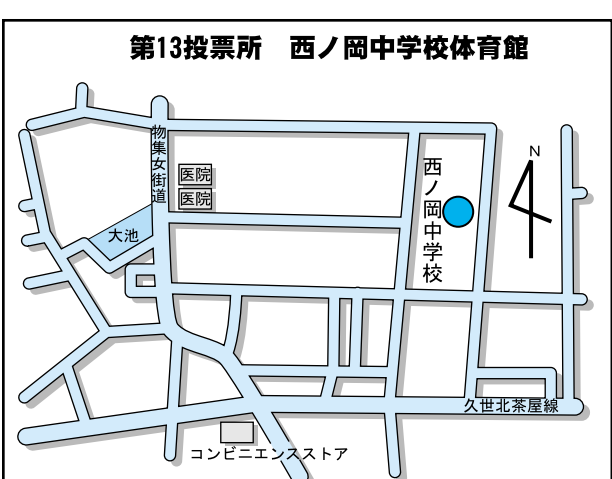 第13投票所　西ノ岡中学校体育館
物集女街道
医院
医院
西ノ岡中学校
N
大池
久世北茶屋線
コンビニエンスストア